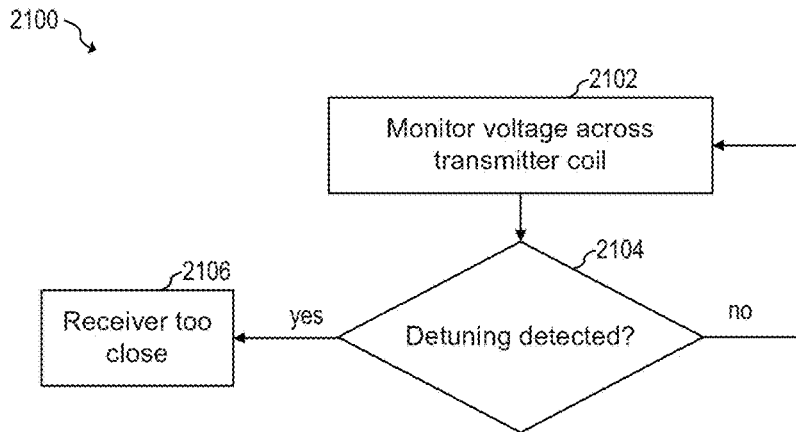 2100
2102
Monitor voltage across
transmitter coil
2104
2106
Receiver too
close
yes
Detuning detected?
no